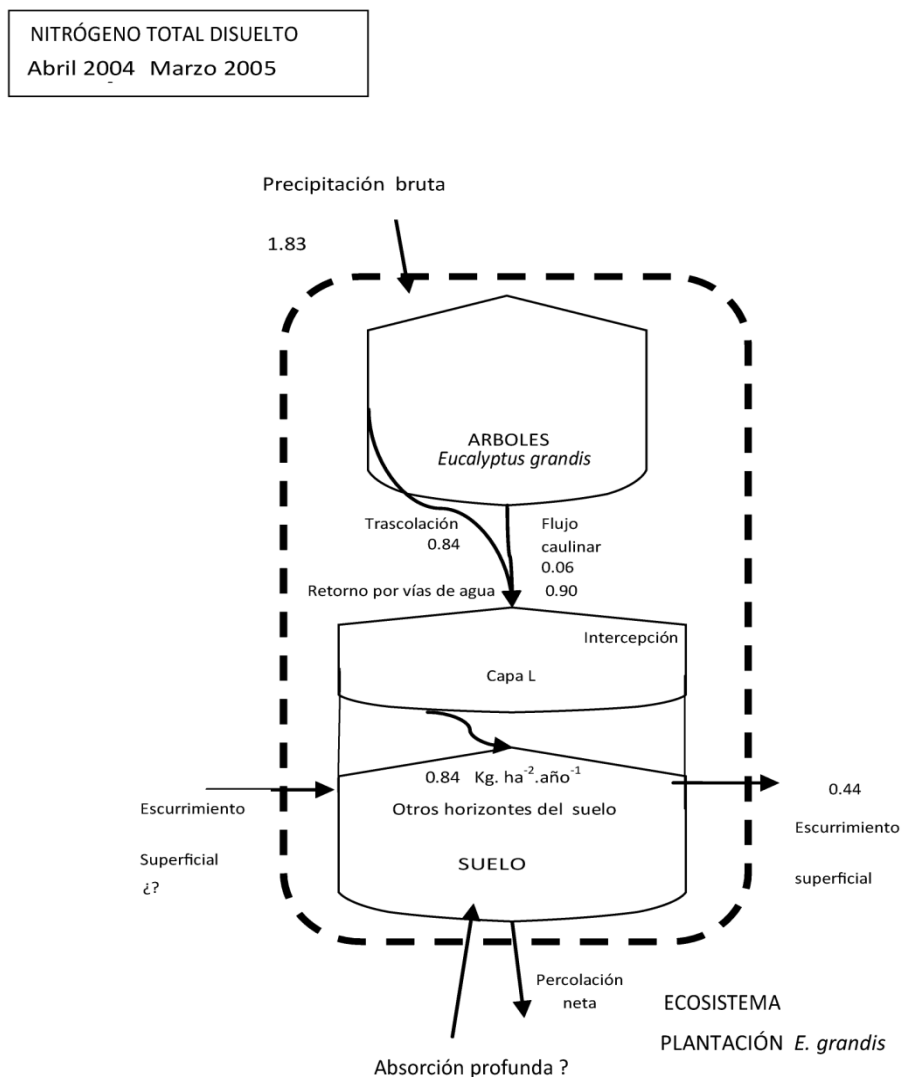 NITRÓGENO TOTAL DISUELTO
Abril 2004 Marzo 2005
Precipitación bruta
1.83
ARBOLES
Eucalyptus grandis
Trascolación
0.84
Flujo
caulinar
0.06
Retorno por vías de agua
0.90
Intercepción
Capa L
0.84 Kg. ha⁻².año⁻¹
Otros horizontes del suelo
SUELO
Escurrimiento
Superficial
¿?
0.44
Escurrimiento
superficial
Percolación
neta
Absorción profunda ?
ECOSISTEMA
PLANTACIÓN E. grandis